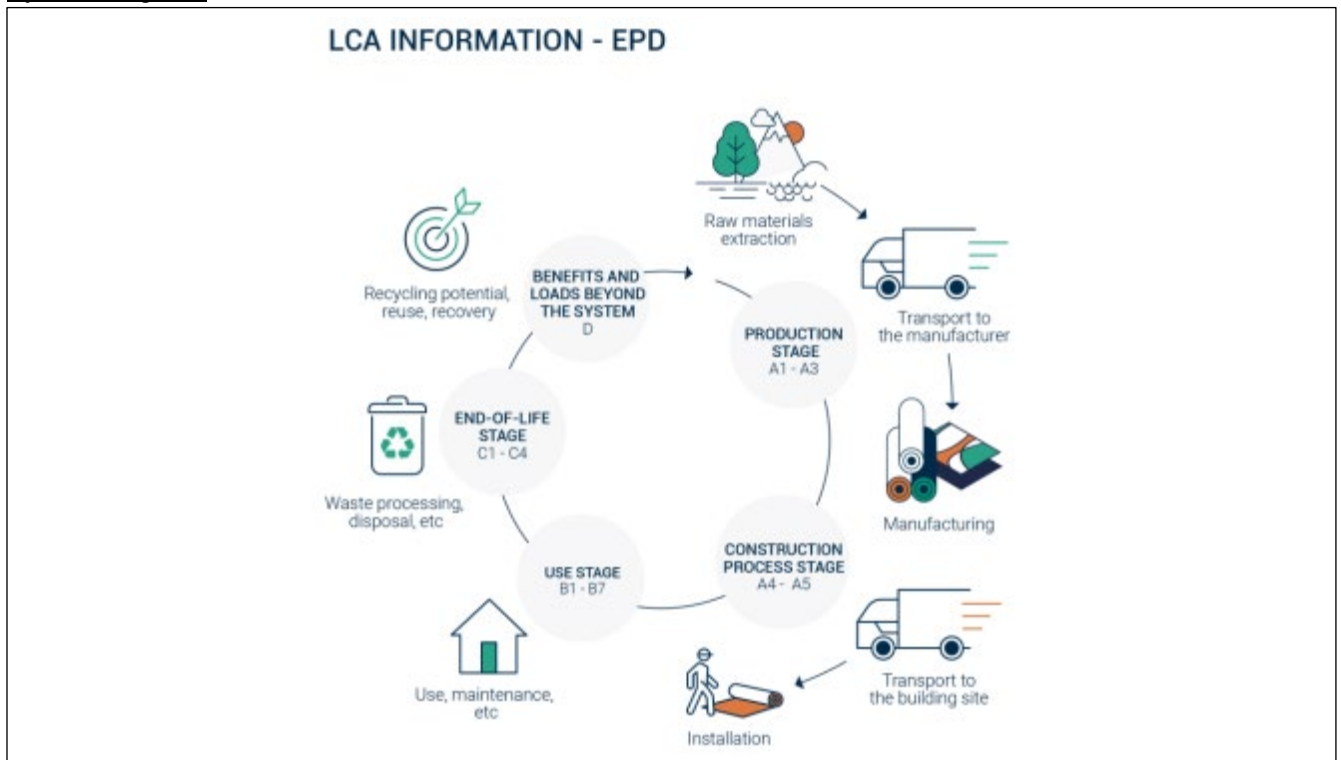 LCA INFORMATION - EPD
Raw materials
extraction
Transport to
the manufacturer
Manufacturing
PRODUCTION
STAGE
A1 - A3
CONSTRUCTION
PROCESS STAGE
A4 - A5
Transport to
the building site
Installation
USE STAGE
B1 - B7
Use, maintenance,
etc
END-OF-LIFE
STAGE
C1 - C4
Waste processing,
disposal, etc
BENEFITS AND
LOADS BEYOND
THE SYSTEM
D
Recycling potential,
reuse, recovery